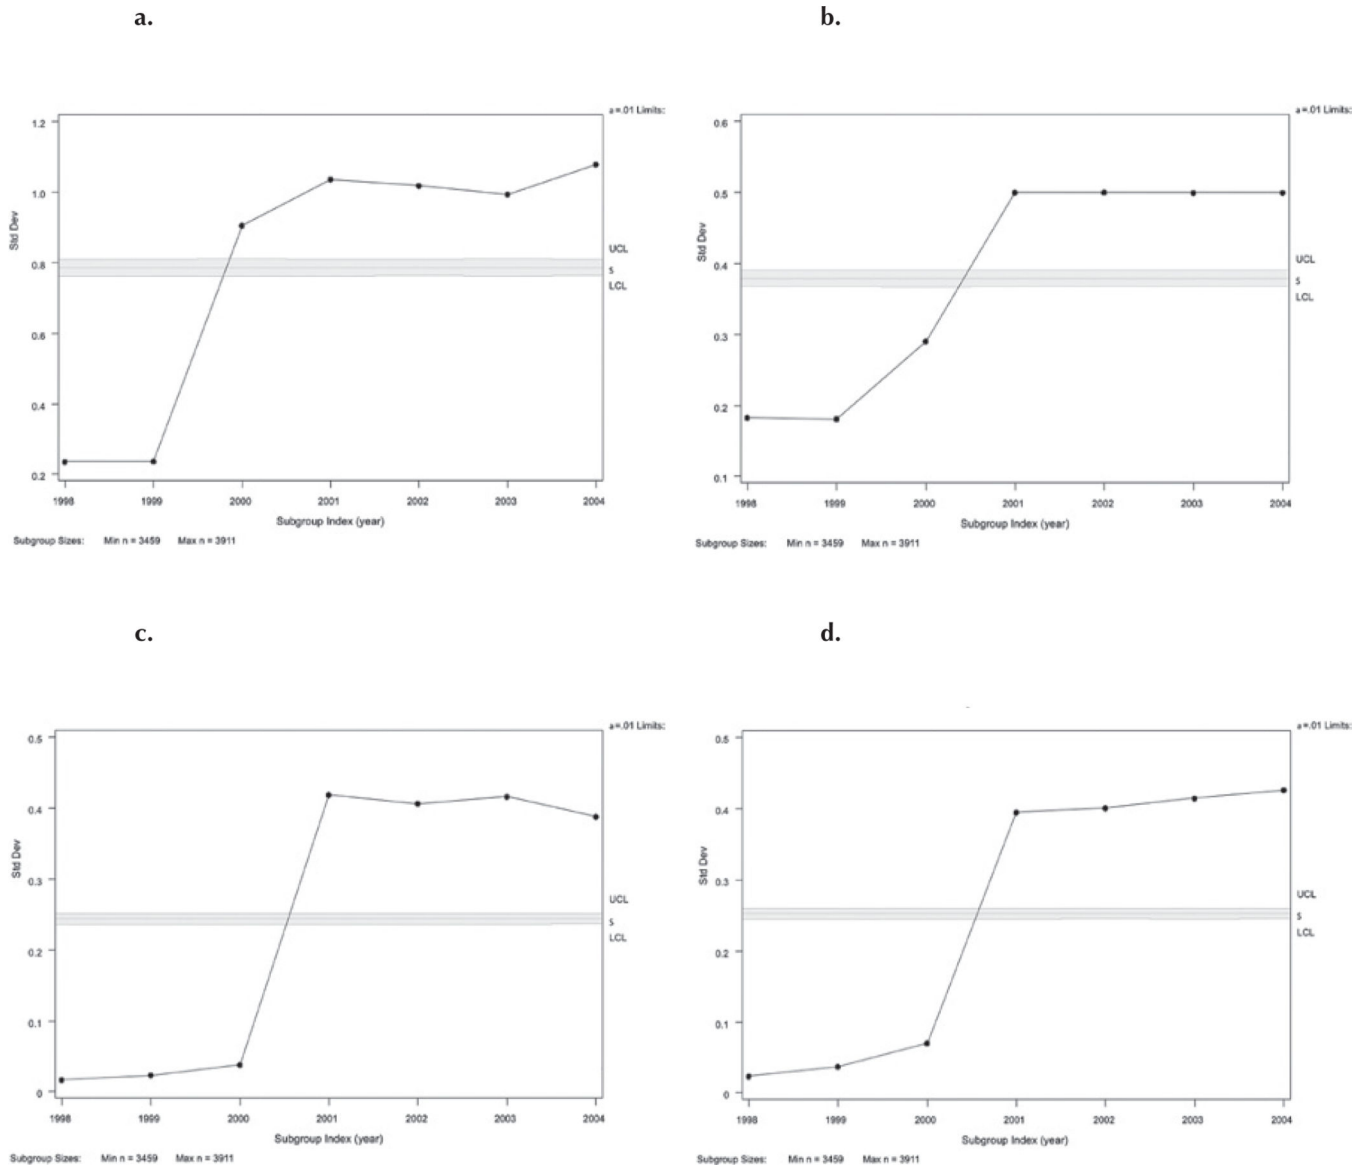 a.
a=.01 Limits:
1.2
1.0
0.8
0.6
0.4
0.2
Std Dev
UCL
s
LCL
1998 1999 2000 2001 2002 2003 2004
Subgroup Index (year)
Subgroup Sizes: Min n = 3459 Max n = 3911
b.
a=.01 Limits:
0.6
0.5
0.4
0.3
0.2
0.1
Std Dev
UCL
s
LCL
1998 1999 2000 2001 2002 2003 2004
Subgroup Index (year)
Subgroup Sizes: Min n = 3459 Max n = 3911
c.
a=.01 Limits:
0.5
0.4
0.3
0.2
0.1
0
Std Dev
UCL
s
LCL
1998 1999 2000 2001 2002 2003 2004
Subgroup Index (year)
Subgroup Sizes: Min n = 3459 Max n = 3911
d.
a=.01 Limits:
0.5
0.4
0.3
0.2
0.1
0
Std Dev
UCL
s
LCL
1998 1999 2000 2001 2002 2003 2004
Subgroup Index (year)
Subgroup Sizes: Min n = 3459 Max n = 3911